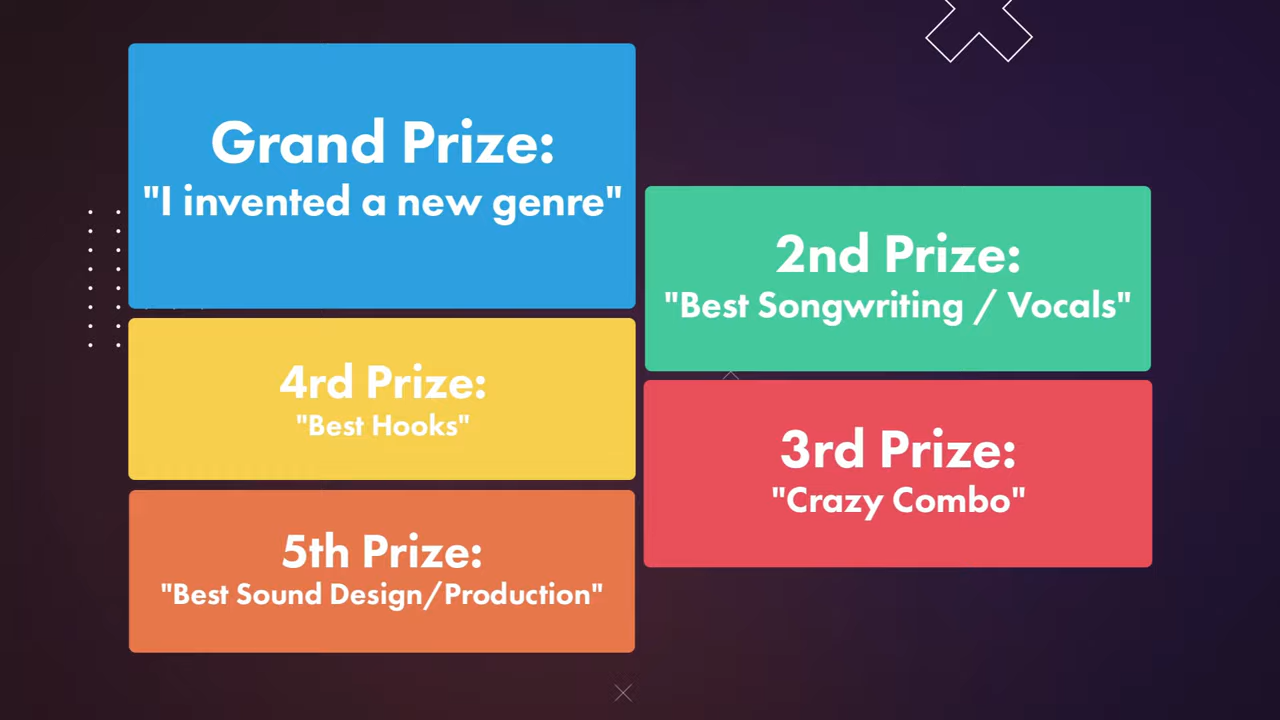 Grand Prize:
"I invented a new genre"
2nd Prize:
"Best Songwriting / Vocals"
3rd Prize:
"Crazy Combo"
4rd Prize:
"Best Hooks"
5th Prize:
"Best Sound Design/Production"